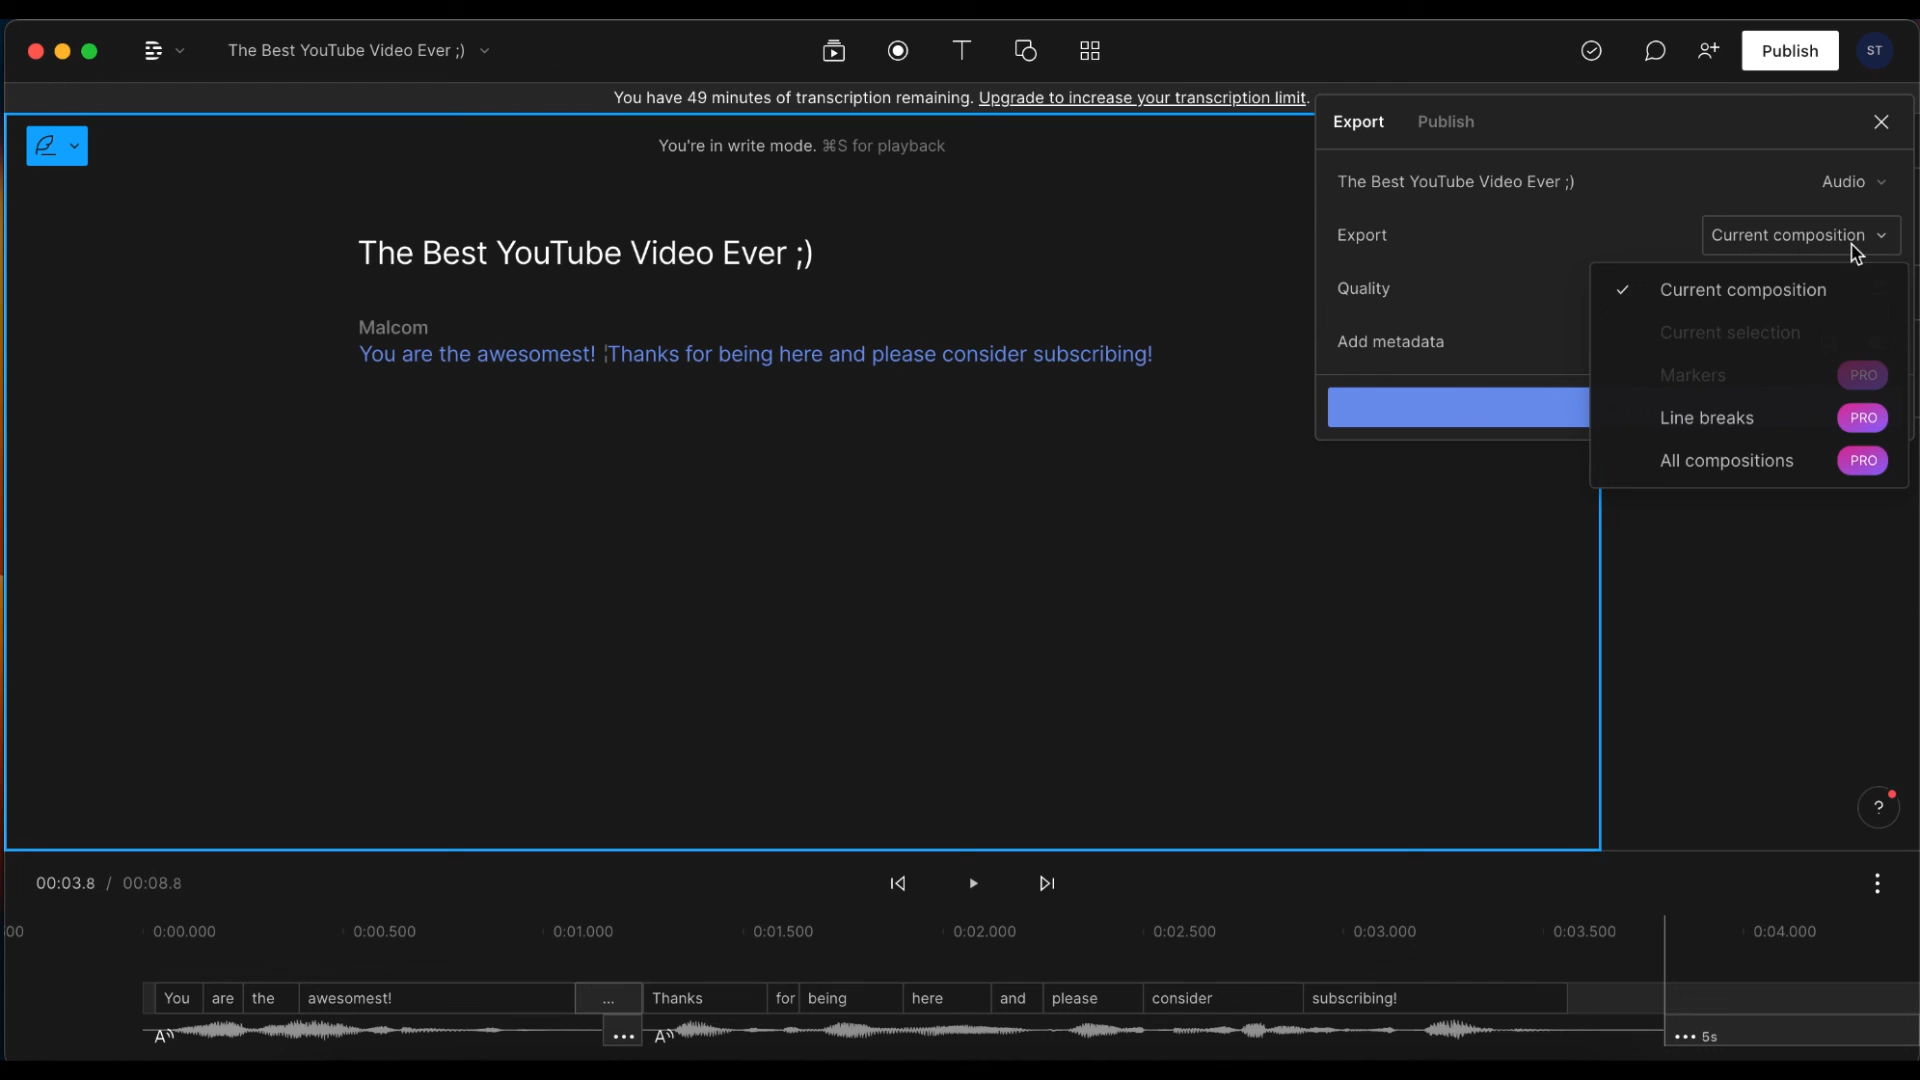 The Best YouTube Video Ever ;)
Publish
ST
You have 49 minutes of transcription remaining. Upgrade to increase your transcription limit.
Export Publish
You're in write mode. ⌘S for playback
The Best YouTube Video Ever ;) Audio
Export Current composition
Quality
Add metadata
Current composition
Current selection
Markers PRO
Line breaks PRO
All compositions PRO
The Best YouTube Video Ever ;)
Malcom
You are the awesomest! Thanks for being here and please consider subscribing!
?
00:03.8 / 00:08.8
00 0:00.000 0:00.500 0:01.000 0:01.500 0:02.000 0:02.500 0:03.000 0:03.500 0:04.000
You are the awesomest! ... Thanks for being here and please consider subscribing!
A ... A ... 5s